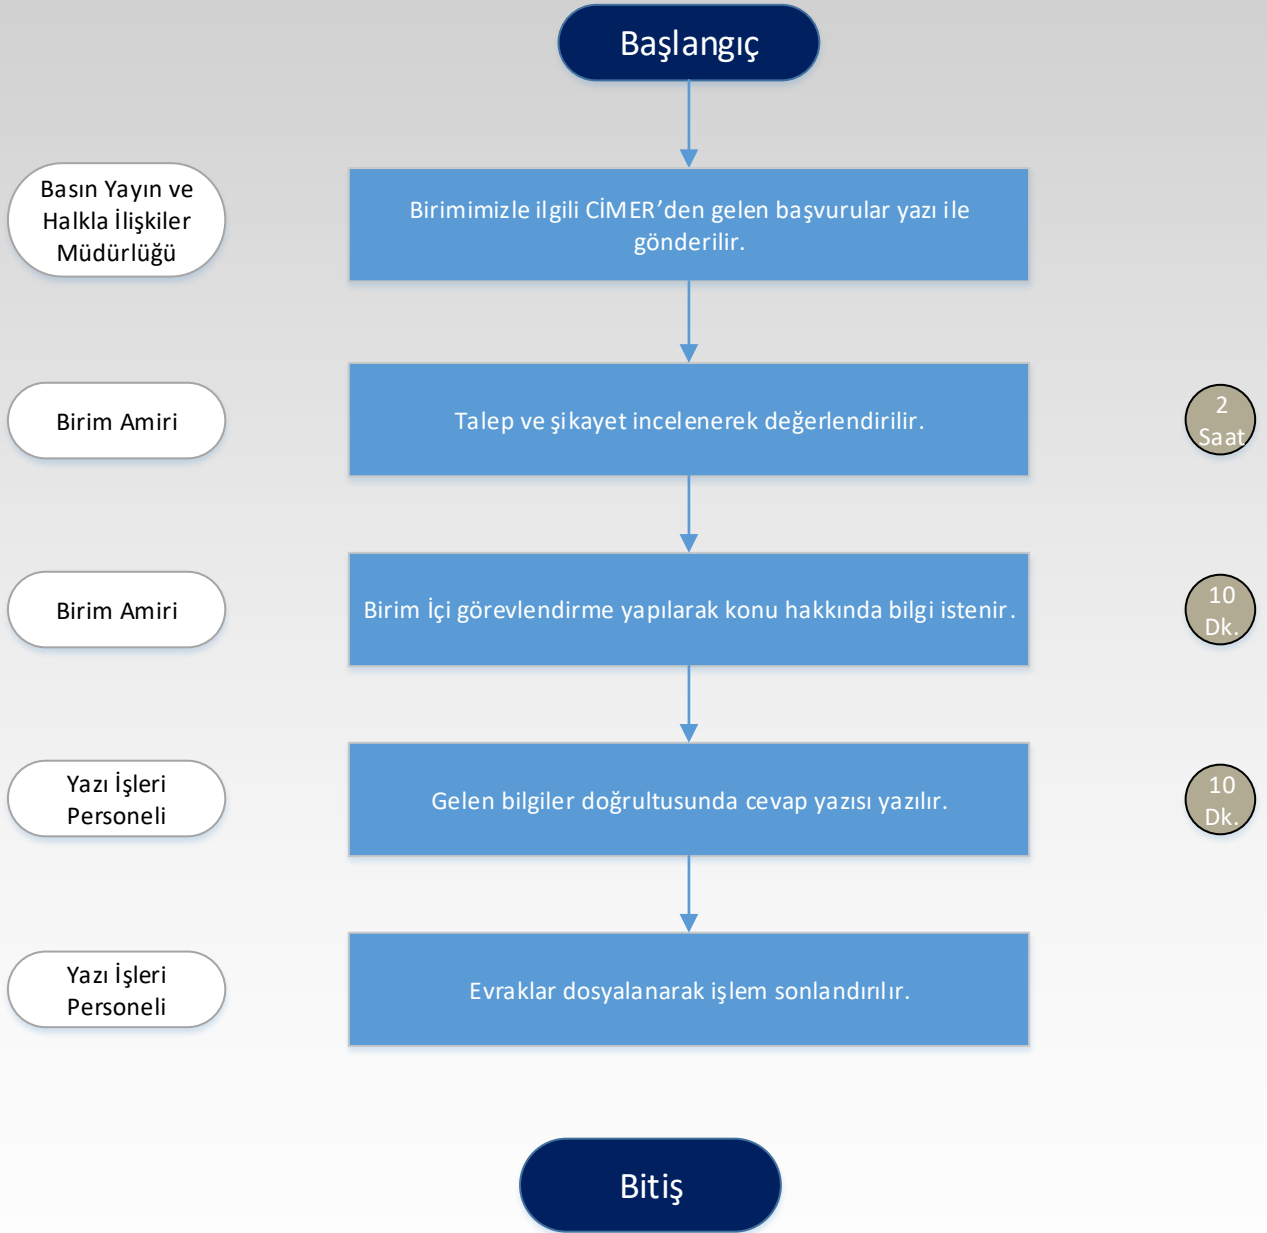 Başlangıç
Basın Yayın ve
Halkla İlişkiler
Müdürlüğü
Birimimizle ilgili CİMER’den gelen başvurular yazı ile
gönderilir.
Birim Amiri
Talep ve şikayet incelenerek değerlendirilir.
2
Saat
Birim Amiri
Birim İçi görevlendirme yapılarak konu hakkında bilgi istenir.
10
Dk.
Yazı İşleri
Personeli
Gelen bilgiler doğrultusunda cevap yazısı yazılır.
10
Dk.
Yazı İşleri
Personeli
Evraklar dosyalanarak işlem sonlandırılır.
Bitiş